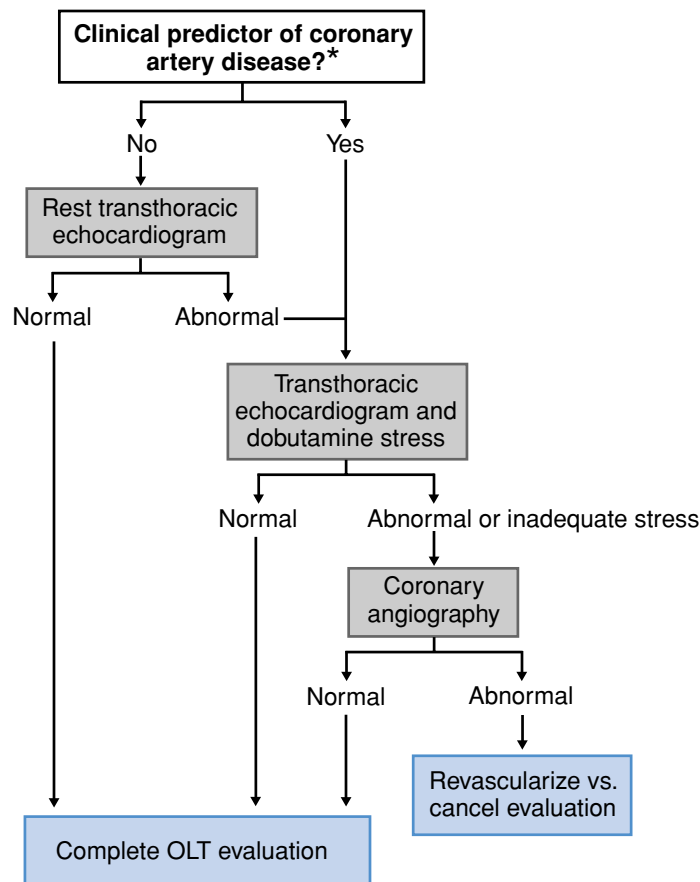 Clinical predictor of coronary
artery disease?*
No
Yes
Rest transthoracic
echocardiogram
Normal
Abnormal
Transthoracic
echocardiogram and
dobutamine stress
Normal
Abnormal or inadequate stress
Coronary
angiography
Normal
Abnormal
Revascularize vs.
cancel evaluation
Complete OLT evaluation